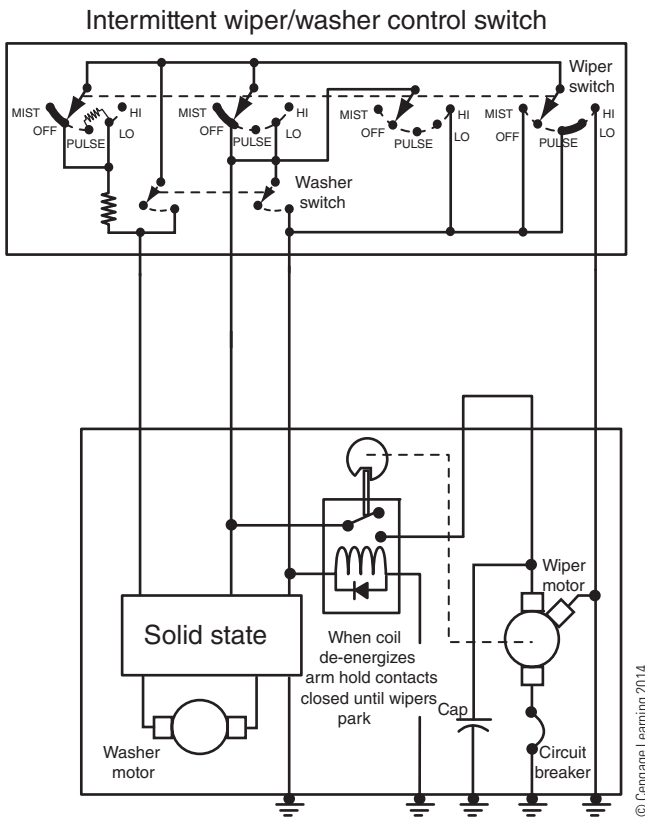 Intermittent wiper/washer control switch
Wiper
switch
MIST
OFF
PULSE
HI
LO
MIST
OFF
PULSE
HI
LO
MIST
OFF
PULSE
HI
LO
MIST
OFF
PULSE
HI
LO
Washer
switch
Wiper
motor
Solid state
When coil
de-energizes
arm hold contacts
closed until wipers
park
Cap
Washer
motor
Circuit
breaker
© Cengage Learning 2014